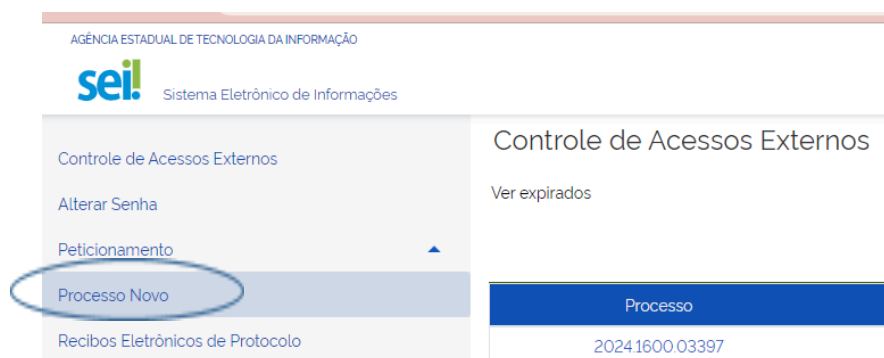 AGÊNCIA ESTADUAL DE TECNOLOGIA DA INFORMAÇÃO
sei!
Sistema Eletrônico de Informações
Controle de Acessos Externos
Alterar Senha
Peticionamento
Processo Novo
Recibos Eletrônicos de Protocolo
Controle de Acessos Externos
Ver expirados
Processo
2024.1600.03397